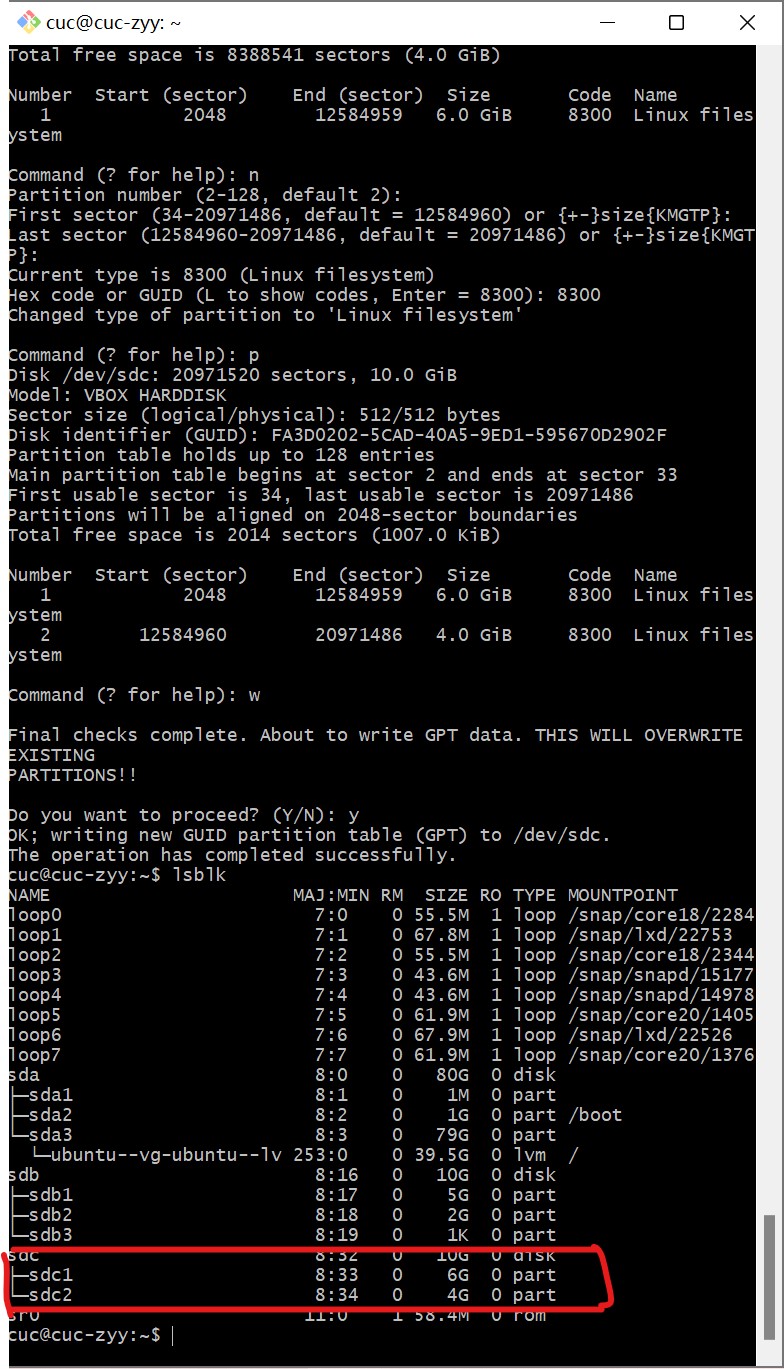 cuc@cuc-zyy: ~
Total free space is 8388541 sectors (4.0 GiB)
Number  Start (sector)    End (sector)  Size       Code  Name
   1            2048        12584959   6.0 GiB     8300  Linux files
ystem
Command (? for help): n
Partition number (2-128, default 2):
First sector (34-20971486, default = 12584960) or {+-}size{KMGTP}:
Last sector (12584960-20971486, default = 20971486) or {+-}size{KMGT
P}:
Current type is 8300 (Linux filesystem)
Hex code or GUID (L to show codes, Enter = 8300): 8300
Changed type of partition to 'Linux filesystem'
Command (? for help): p
Disk /dev/sdc: 20971520 sectors, 10.0 GiB
Model: VBOX HARDDISK
Sector size (logical/physical): 512/512 bytes
Disk identifier (GUID): FA3D0202-5CAD-40A5-9ED1-595670D2902F
Partition table holds up to 128 entries
Main partition table begins at sector 2 and ends at sector 33
First usable sector is 34, last usable sector is 20971486
Partitions will be aligned on 2048-sector boundaries
Total free space is 2014 sectors (1007.0 KiB)
Number  Start (sector)    End (sector)  Size       Code  Name
   1            2048        12584959   6.0 GiB     8300  Linux files
ystem
   2        12584960        20971486   4.0 GiB     8300  Linux files
ystem
Command (? for help): w
Final checks complete. About to write GPT data. THIS WILL OVERWRITE
EXISTING
PARTITIONS!!
Do you want to proceed? (Y/N): y
OK; writing new GUID partition table (GPT) to /dev/sdc.
The operation has completed successfully.
cuc@cuc-zyy:~$ lsblk
NAME                      MAJ:MIN RM  SIZE RO TYPE MOUNTPOINT
loop0                       7:0    0 55.5M  1 loop /snap/core18/2284
loop1                       7:1    0 67.8M  1 loop /snap/lxd/22753
loop2                       7:2    0 55.5M  1 loop /snap/core18/2344
loop3                       7:3    0 43.6M  1 loop /snap/snapd/15177
loop4                       7:4    0 43.6M  1 loop /snap/snapd/14978
loop5                       7:5    0 61.9M  1 loop /snap/core20/1405
loop6                       7:6    0 67.9M  1 loop /snap/lxd/22526
loop7                       7:7    0 61.9M  1 loop /snap/core20/1376
sda                         8:0    0   80G  0 disk
├─sda1                      8:1    0    1M  0 part
├─sda2                      8:2    0    1G  0 part /boot
└─sda3                      8:3    0   79G  0 part
  └─ubuntu--vg-ubuntu--lv 253:0    0 39.5G  0 lvm  /
sdb                         8:16   0   10G  0 disk
├─sdb1                      8:17   0    5G  0 part
├─sdb2                      8:18   0    2G  0 part
└─sdb3                      8:19   0    1K  0 part
sdc                         8:32   0   10G  0 disk
├─sdc1                      8:33   0    6G  0 part
└─sdc2                      8:34   0    4G  0 part
sr0                        11:0    1 58.4M  0 rom
cuc@cuc-zyy:~$